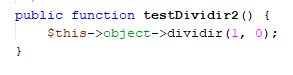 public function testDividir2() {
    $this->object->dividir(1, 0);
}